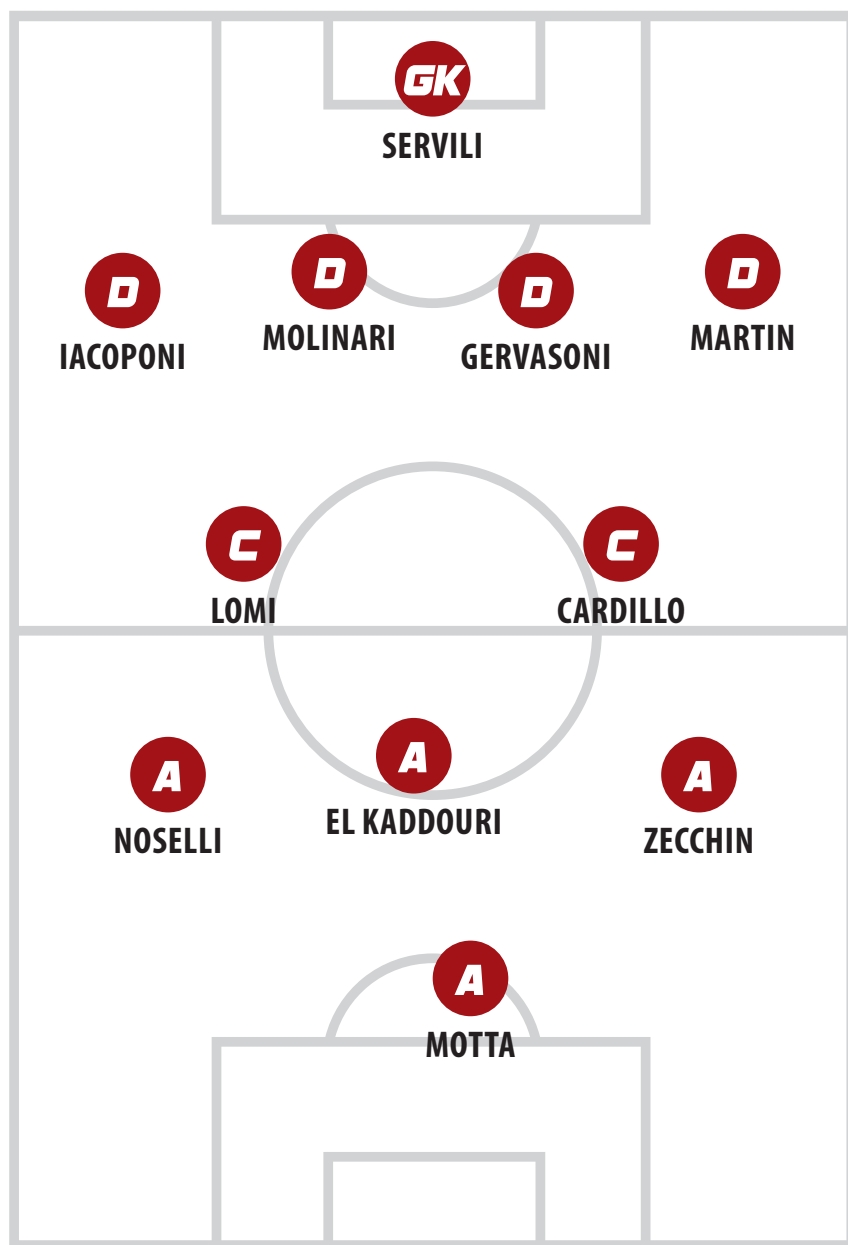 GK
SERVILI
D
D
D
D
IACOPONI
MOLINARI
GERVASONI
MARTIN
C
C
LOMI
CARDILLO
A
A
A
NOSELLI
EL KADDOURI
ZECCHIN
A
MOTTA